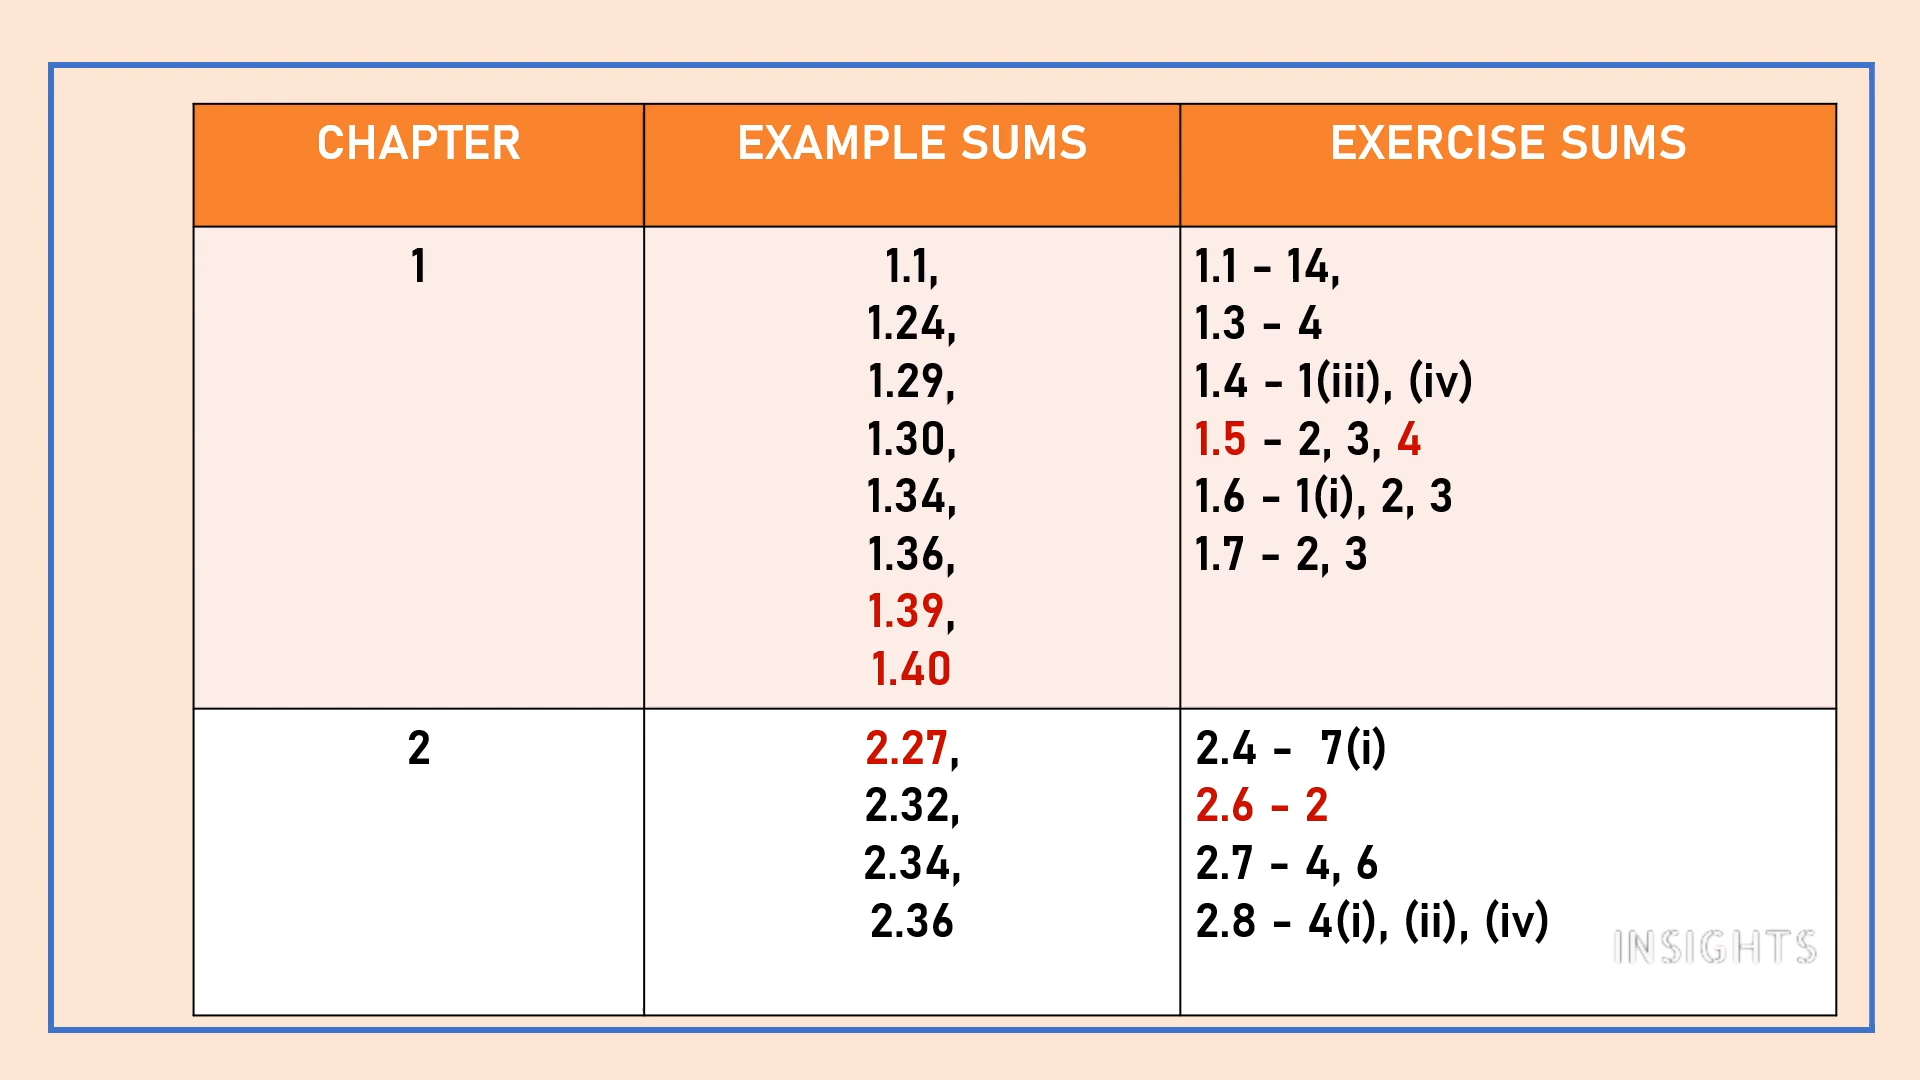 CHAPTER
EXAMPLE SUMS
EXERCISE SUMS
1
1.1,
1.24,
1.29,
1.30,
1.34,
1.36,
1.39,
1.40
1.1 - 14,
1.3 - 4
1.4 - 1(iii), (iv)
1.5 - 2, 3, 4
1.6 - 1(i), 2, 3
1.7 - 2, 3
2
2.27,
2.32,
2.34,
2.36
2.4 -  7(i)
2.6 - 2
2.7 - 4, 6
2.8 - 4(i), (ii), (iv)
INSIGHTS